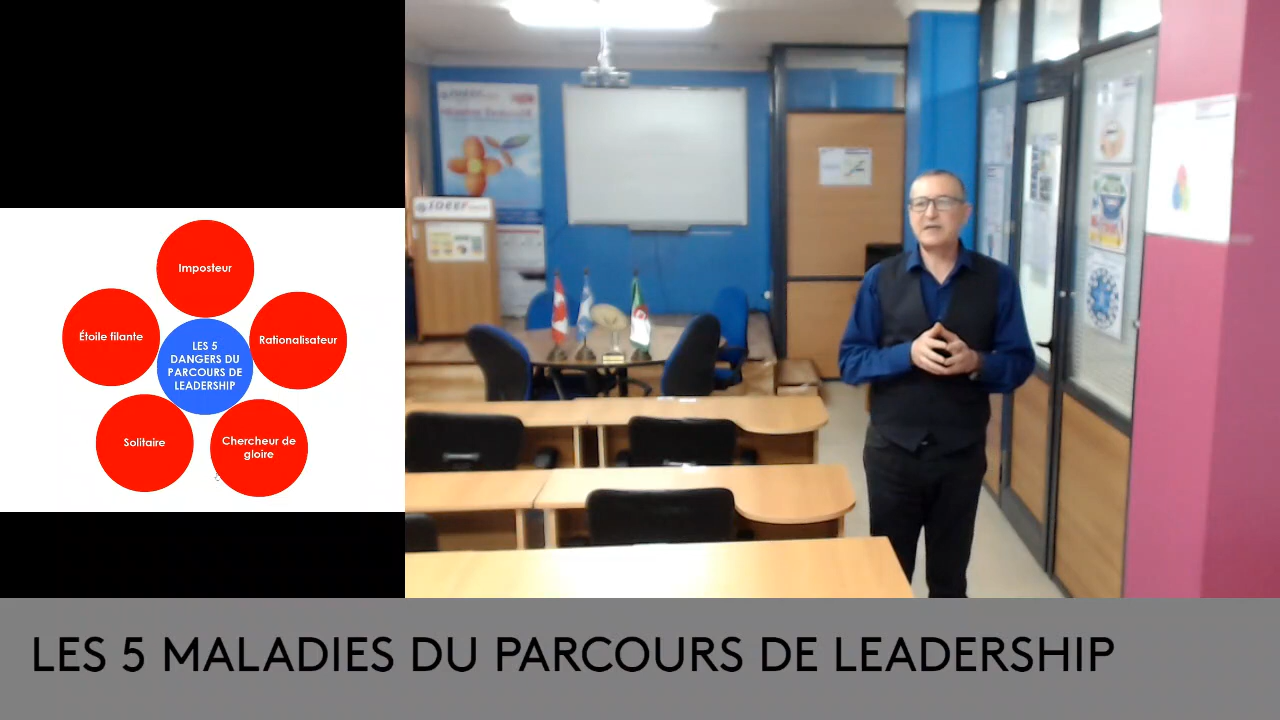 Imposteur
Étoile filante
Rationalisateur
LES 5
DANGERS DU
PARCOURS DE
LEADERSHIP
Solitaire
Chercheur de
gloire
IDEEF
LES 5 MALADIES DU PARCOURS DE LEADERSHIP